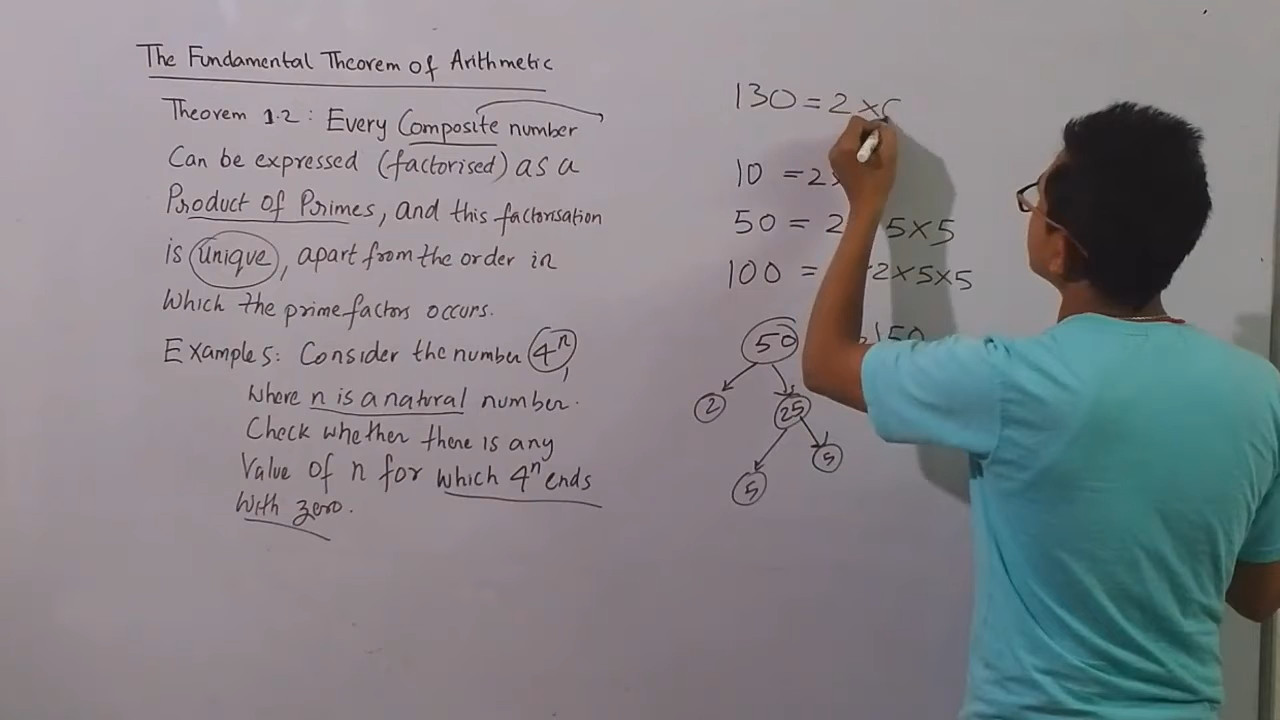 The Fundamental Theorem of Arithmetic
Theorem 1.2 : Every Composite number
Can be expressed (factorised) as a
Product of Primes, and this factorisation
is unique, apart from the order in
Which the prime factors occurs.
Example 5: Consider the number 4ⁿ,
Where n is a natural number.
Check whether there is any
Value of n for which 4ⁿ ends
With zero.
130 = 2 ×
10 = 2
50 = 2 5×5
100 = 2×5×5
50
150
2
25
5
5